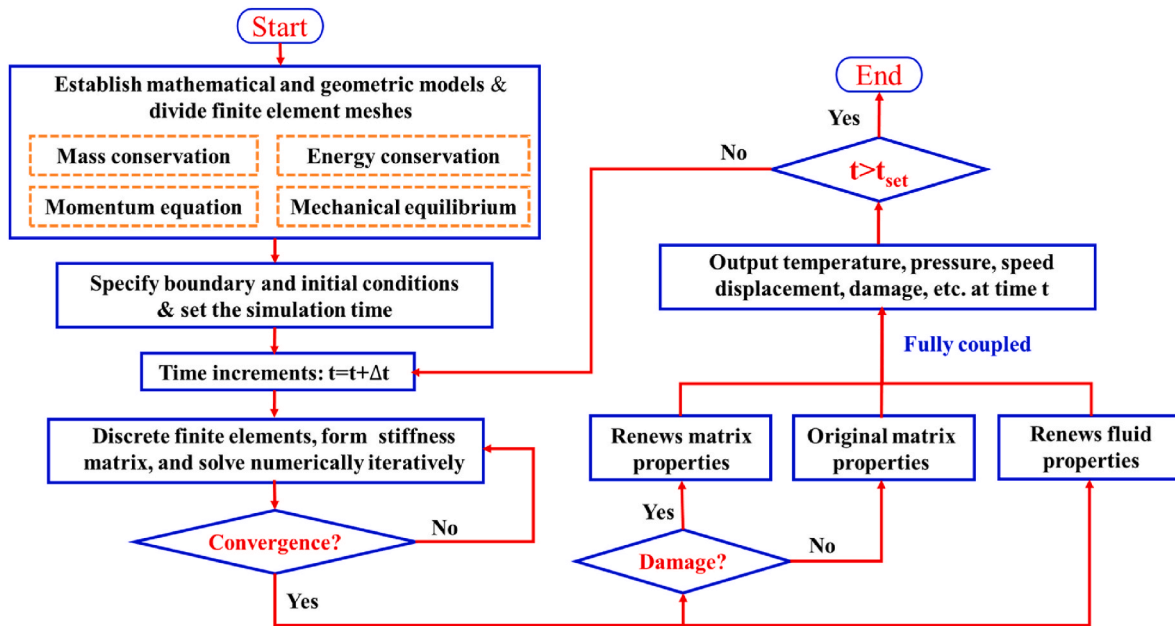 Start
Establish mathematical and geometric models &
divide finite element meshes
Mass conservation
Energy conservation
Momentum equation
Mechanical equilibrium
Specify boundary and initial conditions
& set the simulation time
Time increments: t=t+Δt
Discrete finite elements, form stiffness
matrix, and solve numerically iteratively
Convergence?
No
Yes
Damage?
Yes
No
Renews matrix
properties
Original matrix
properties
Renews fluid
properties
Fully coupled
Output temperature, pressure, speed
displacement, damage, etc. at time t
t>tset
No
Yes
End